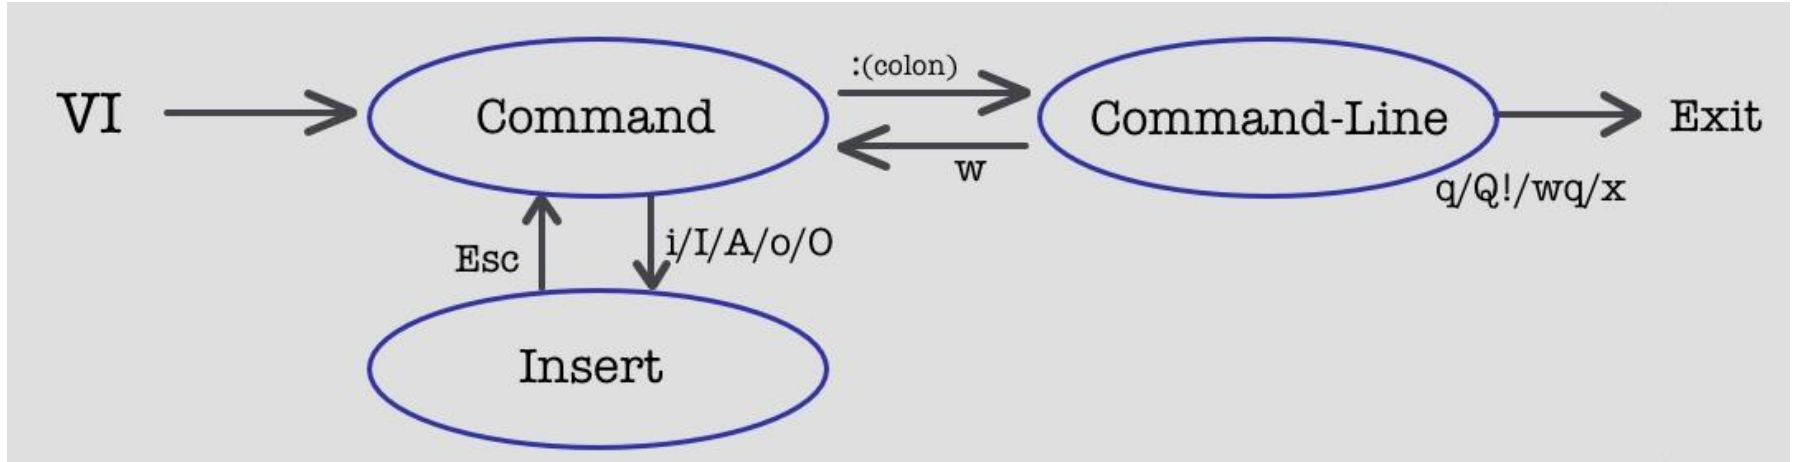 VI
Command
:(colon)
w
Command-Line
Exit
q/Q!/wq/x
Esc
i/I/A/o/O
Insert